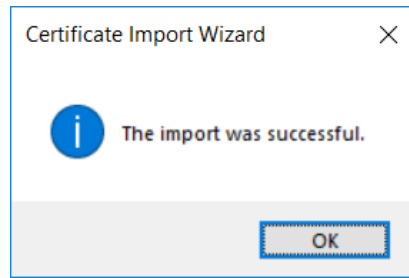 Certificate Import Wizard
The import was successful.
OK